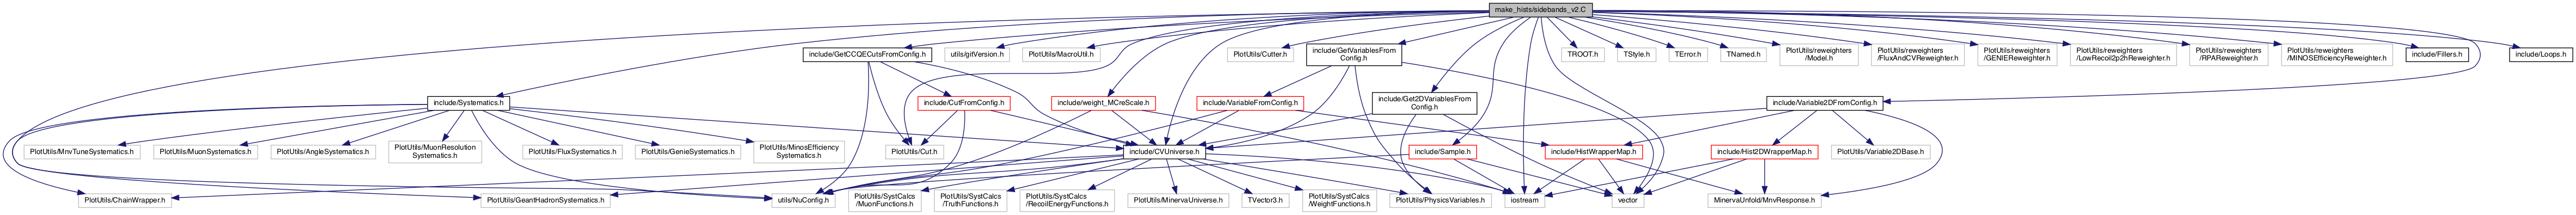 make_hists/sidebands_v2.C
include/GetCCQECutsFromConfig.h
utils/gitVersion.h
PlotUtils/MacroUtil.h
PlotUtils/Cutter.h
include/GetVariablesFrom
Config.h
TROOT.h
TStyle.h
TError.h
TNamed.h
PlotUtils/reweighters
/Model.h
PlotUtils/reweighters
/FluxAndCVReweighter.h
PlotUtils/reweighters
/GENIEReweighter.h
PlotUtils/reweighters
/LowRecoil2p2hReweighter.h
PlotUtils/reweighters
/RPAReweighter.h
PlotUtils/reweighters
/MINOSEfficiencyReweighter.h
include/Fillers.h
include/Loops.h
include/Systematics.h
include/CutFromConfig.h
include/weight_MCreScale.h
include/VariableFromConfig.h
include/Get2DVariablesFrom
Config.h
include/Variable2DFromConfig.h
PlotUtils/MnvTuneSystematics.h
PlotUtils/MuonSystematics.h
PlotUtils/AngleSystematics.h
PlotUtils/MuonResolution
Systematics.h
PlotUtils/FluxSystematics.h
PlotUtils/GenieSystematics.h
PlotUtils/MinosEfficiency
Systematics.h
PlotUtils/Cut.h
include/CVUniverse.h
include/Sample.h
include/HistWrapperMap.h
include/Hist2DWrapperMap.h
PlotUtils/Variable2DBase.h
PlotUtils/ChainWrapper.h
PlotUtils/GeantHadronSystematics.h
utils/NuConfig.h
PlotUtils/SystCalcs
/MuonFunctions.h
PlotUtils/SystCalcs
/TruthFunctions.h
PlotUtils/SystCalcs
/RecoilEnergyFunctions.h
PlotUtils/MinervaUniverse.h
TVector3.h
PlotUtils/SystCalcs
/WeightFunctions.h
PlotUtils/PhysicsVariables.h
iostream
vector
MinervaUnfold/MnvResponse.h